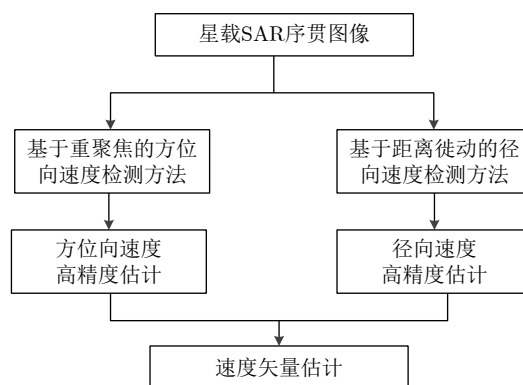 星载SAR序贯图像
基于重聚焦的方位
向速度检测方法
基于距离徙动的径
向速度检测方法
方位向速度
高精度估计
径向速度
高精度估计
速度矢量估计